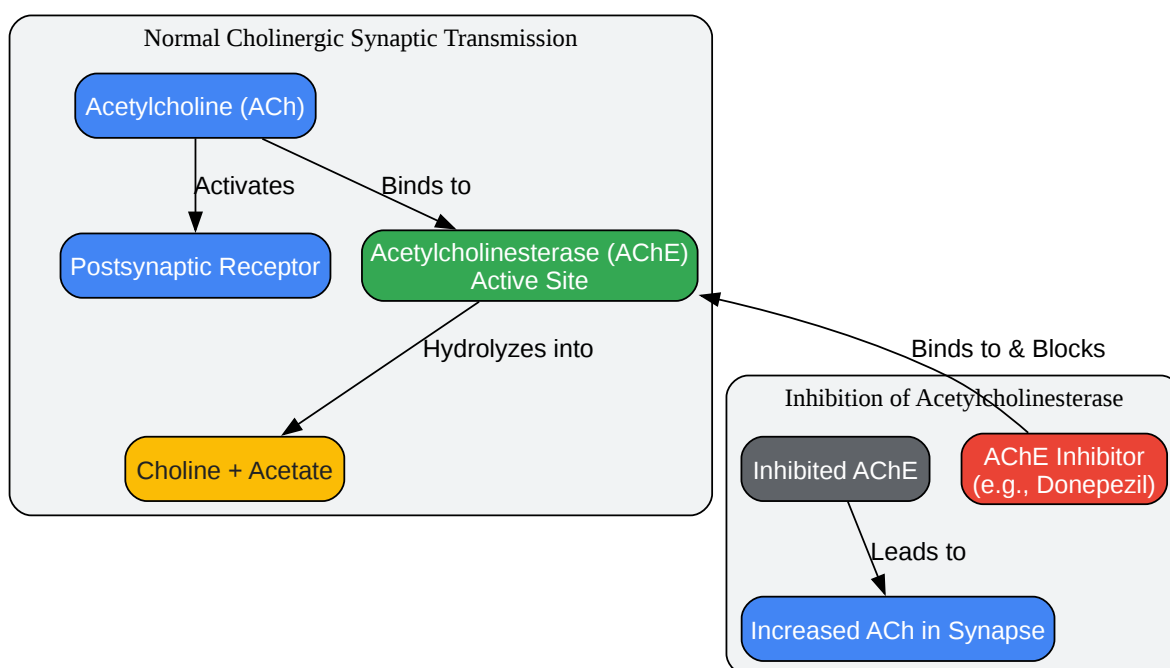 Normal Cholinergic Synaptic Transmission
Acetylcholine (ACh)
Activates
Binds to
Postsynaptic Receptor
Acetylcholinesterase (AChE)
Active Site
Hydrolyzes into
Choline + Acetate
Binds to & Blocks
Inhibition of Acetylcholinesterase
Inhibited AChE
AChE Inhibitor
(e.g., Donepezil)
Leads to
Increased ACh in Synapse